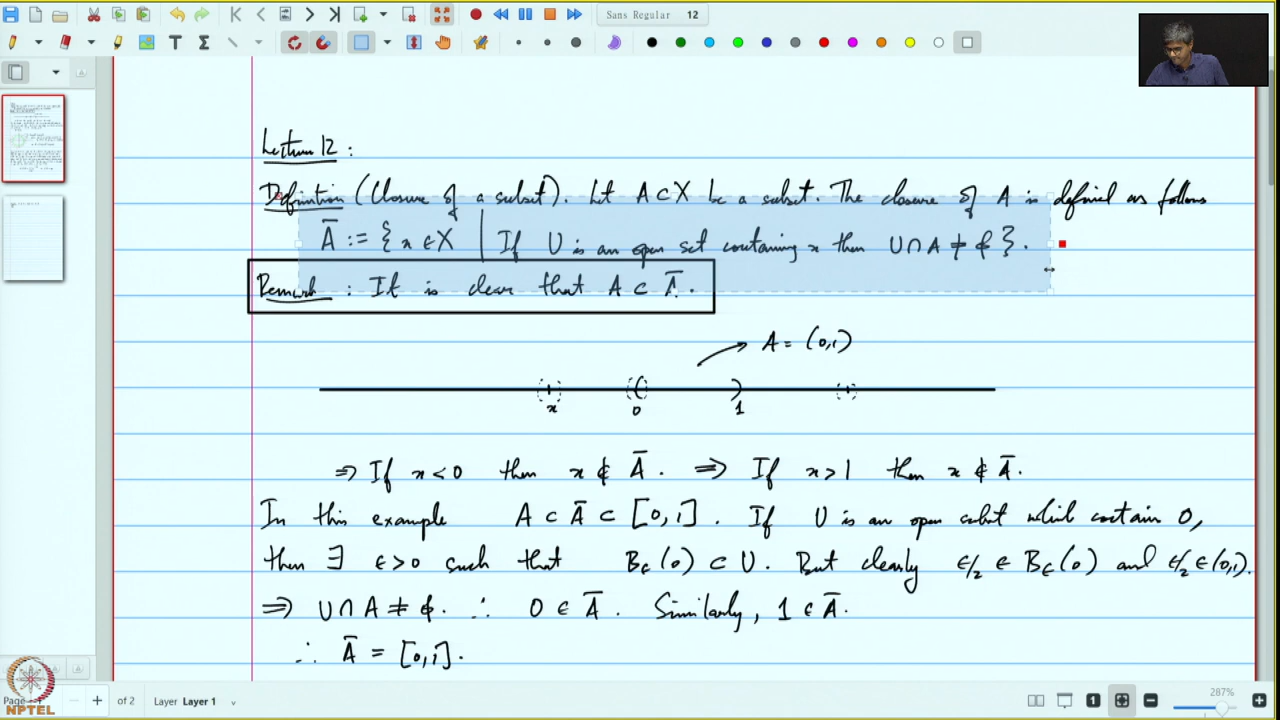 Sans Regular 12
Lecture 12 :
Definition (Closure of a subset). Let A ⊂ X be a subset. The closure of A is defined as follows
Ā := { x ∈ X | If U is an open set containing x then U ∩ A ≠ ϕ }.
Remark : It is clear that A ⊂ Ā.
A = (0,1)
x 0 1
⇒ If x < 0 then x ∉ Ā. ⇒ If x > 1 then x ∉ Ā.
In this example A ⊂ Ā ⊂ [0,1]. If U is an open subset which contain 0,
then ∃ ϵ>0 such that Bϵ(0) ⊂ U. But clearly ϵ/2 ∈ Bϵ(0) and ϵ/2 ∈ (0,1).
⇒ U ∩ A ≠ ϕ. ∴ 0 ∈ Ā. Similarly, 1 ∈ Ā.
∴ Ā = [0,1].
Page of 2 Layer Layer 1 287%
NPTEL